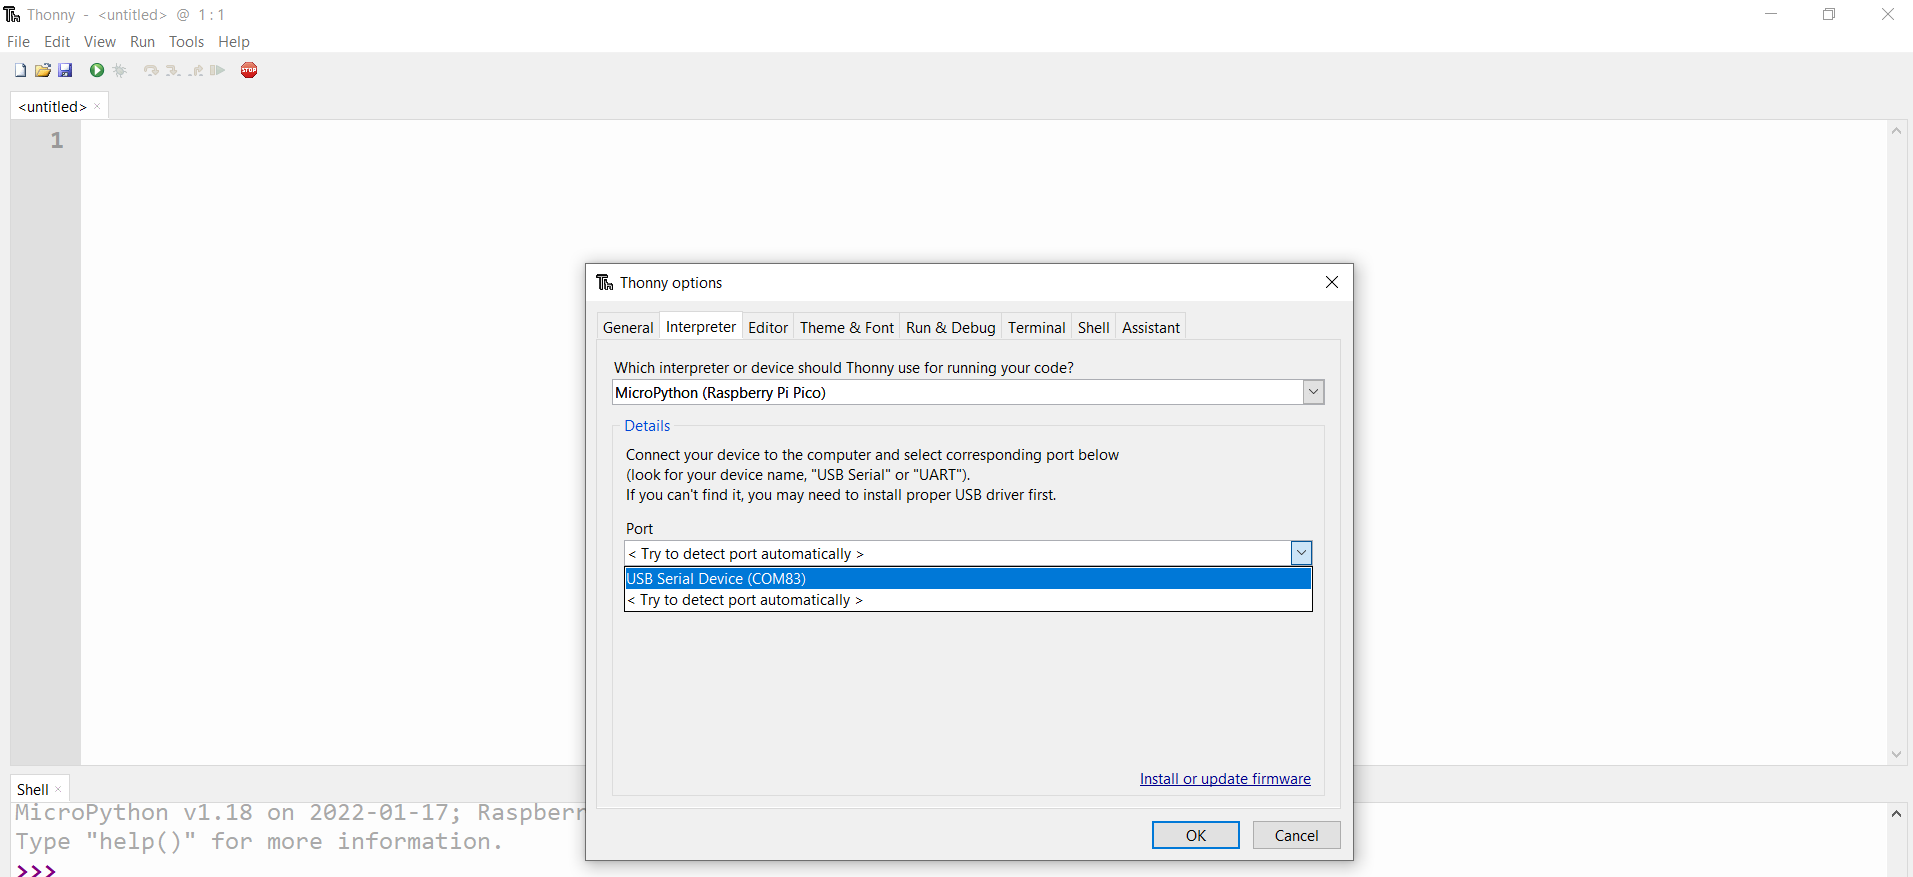 Thonny - <untitled> @ 1 : 1
File Edit View Run Tools Help
STOP
<untitled> ×
1
Thonny options
General Interpreter Editor Theme & Font Run & Debug Terminal Shell Assistant
Which interpreter or device should Thonny use for running your code?
MicroPython (Raspberry Pi Pico)
Details
Connect your device to the computer and select corresponding port below
(look for your device name, "USB Serial" or "UART").
If you can't find it, you may need to install proper USB driver first.
Port
< Try to detect port automatically >
USB Serial Device (COM83)
< Try to detect port automatically >
Install or update firmware
OK Cancel
Shell ×
MicroPython v1.18 on 2022-01-17; Raspberr
Type "help()" for more information.
>>>